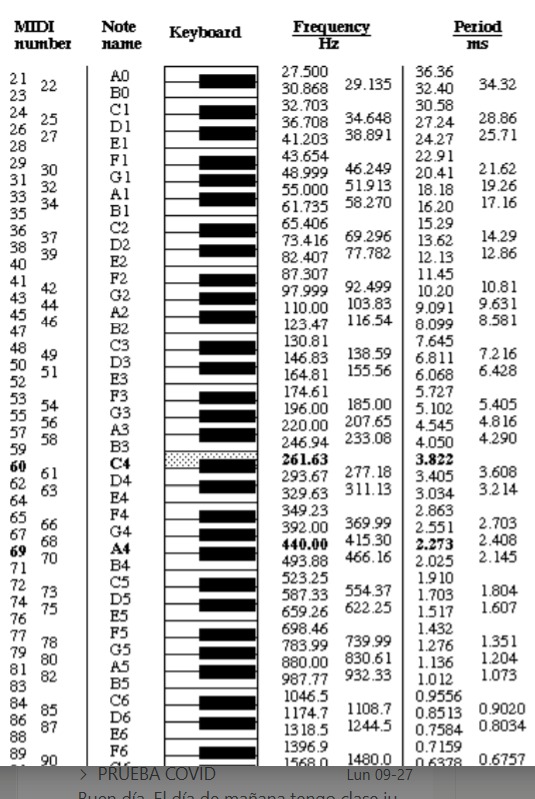 MIDI number Note name Keyboard Frequency Hz Period ms
21 A0 27.500 36.36
22 29.135 34.32
23 B0 30.868 32.40
24 C1 32.703 30.58
25 34.648 28.86
26 D1 36.708 27.24
27 38.891 25.71
28 E1 41.203 24.27
29 F1 43.654 22.91
30 46.249 21.62
31 G1 48.999 20.41
32 51.913 19.26
33 A1 55.000 18.18
34 58.270 17.16
35 B1 61.735 16.20
36 C2 65.406 15.29
37 69.296 14.29
38 D2 73.416 13.62
39 77.782 12.86
40 E2 82.407 12.13
41 F2 87.307 11.45
42 92.499 10.81
43 G2 97.999 10.20
44 103.83 9.631
45 A2 110.00 9.091
46 116.54 8.581
47 B2 123.47 8.099
48 C3 130.81 7.645
49 138.59 7.216
50 D3 146.83 6.811
51 155.56 6.428
52 E3 164.81 6.068
53 F3 174.61 5.727
54 185.00 5.405
55 G3 196.00 5.102
56 207.65 4.816
57 A3 220.00 4.545
58 233.08 4.290
59 B3 246.94 4.050
60 C4 261.63 3.822
61 277.18 3.608
62 D4 293.67 3.405
63 311.13 3.214
64 E4 329.63 3.034
65 F4 349.23 2.863
66 369.99 2.703
67 G4 392.00 2.551
68 415.30 2.408
69 A4 440.00 2.273
70 466.16 2.145
71 B4 493.88 2.025
72 C5 523.25 1.910
73 554.37 1.804
74 D5 587.33 1.703
75 622.25 1.607
76 E5 659.26 1.517
77 F5 698.46 1.432
78 739.99 1.351
79 G5 783.99 1.276
80 830.61 1.204
81 A5 880.00 1.136
82 932.33 1.073
83 B5 987.77 1.012
84 C6 1046.5 0.9556
85 1108.7 0.9020
86 D6 1174.7 0.8513
87 1244.5 0.8034
88 E6 1318.5 0.7584
89 F6 1396.9 0.7159
90 1480.0 0.6757
1568.0 0.6378
> PRUEBA COVID Lun 09-27
Buen día. El día de mañana tengo clase